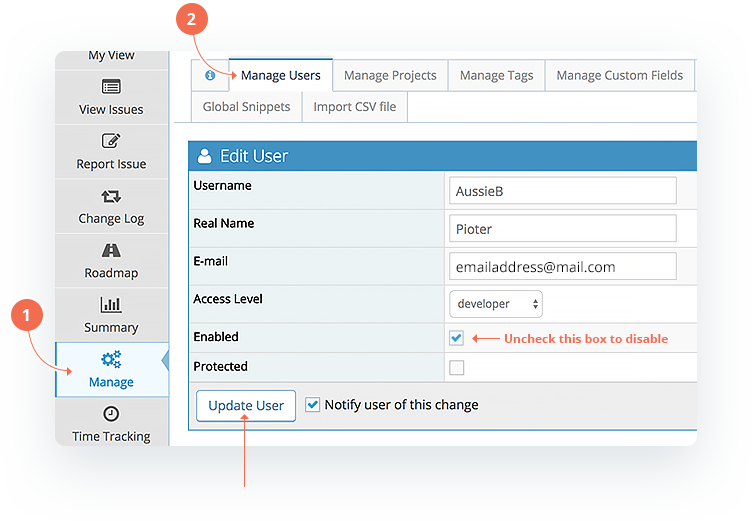 2
My View
Manage Users
Manage Projects
Manage Tags
Manage Custom Fields
View Issues
Global Snippets
Import CSV file
Report Issue
Edit User
Username
AussieB
Change Log
Real Name
Pioter
E-mail
emailaddress@mail.com
Roadmap
Access Level
developer
1
Summary
Enabled
Uncheck this box to disable
Protected
Manage
Update User
Notify user of this change
Time Tracking